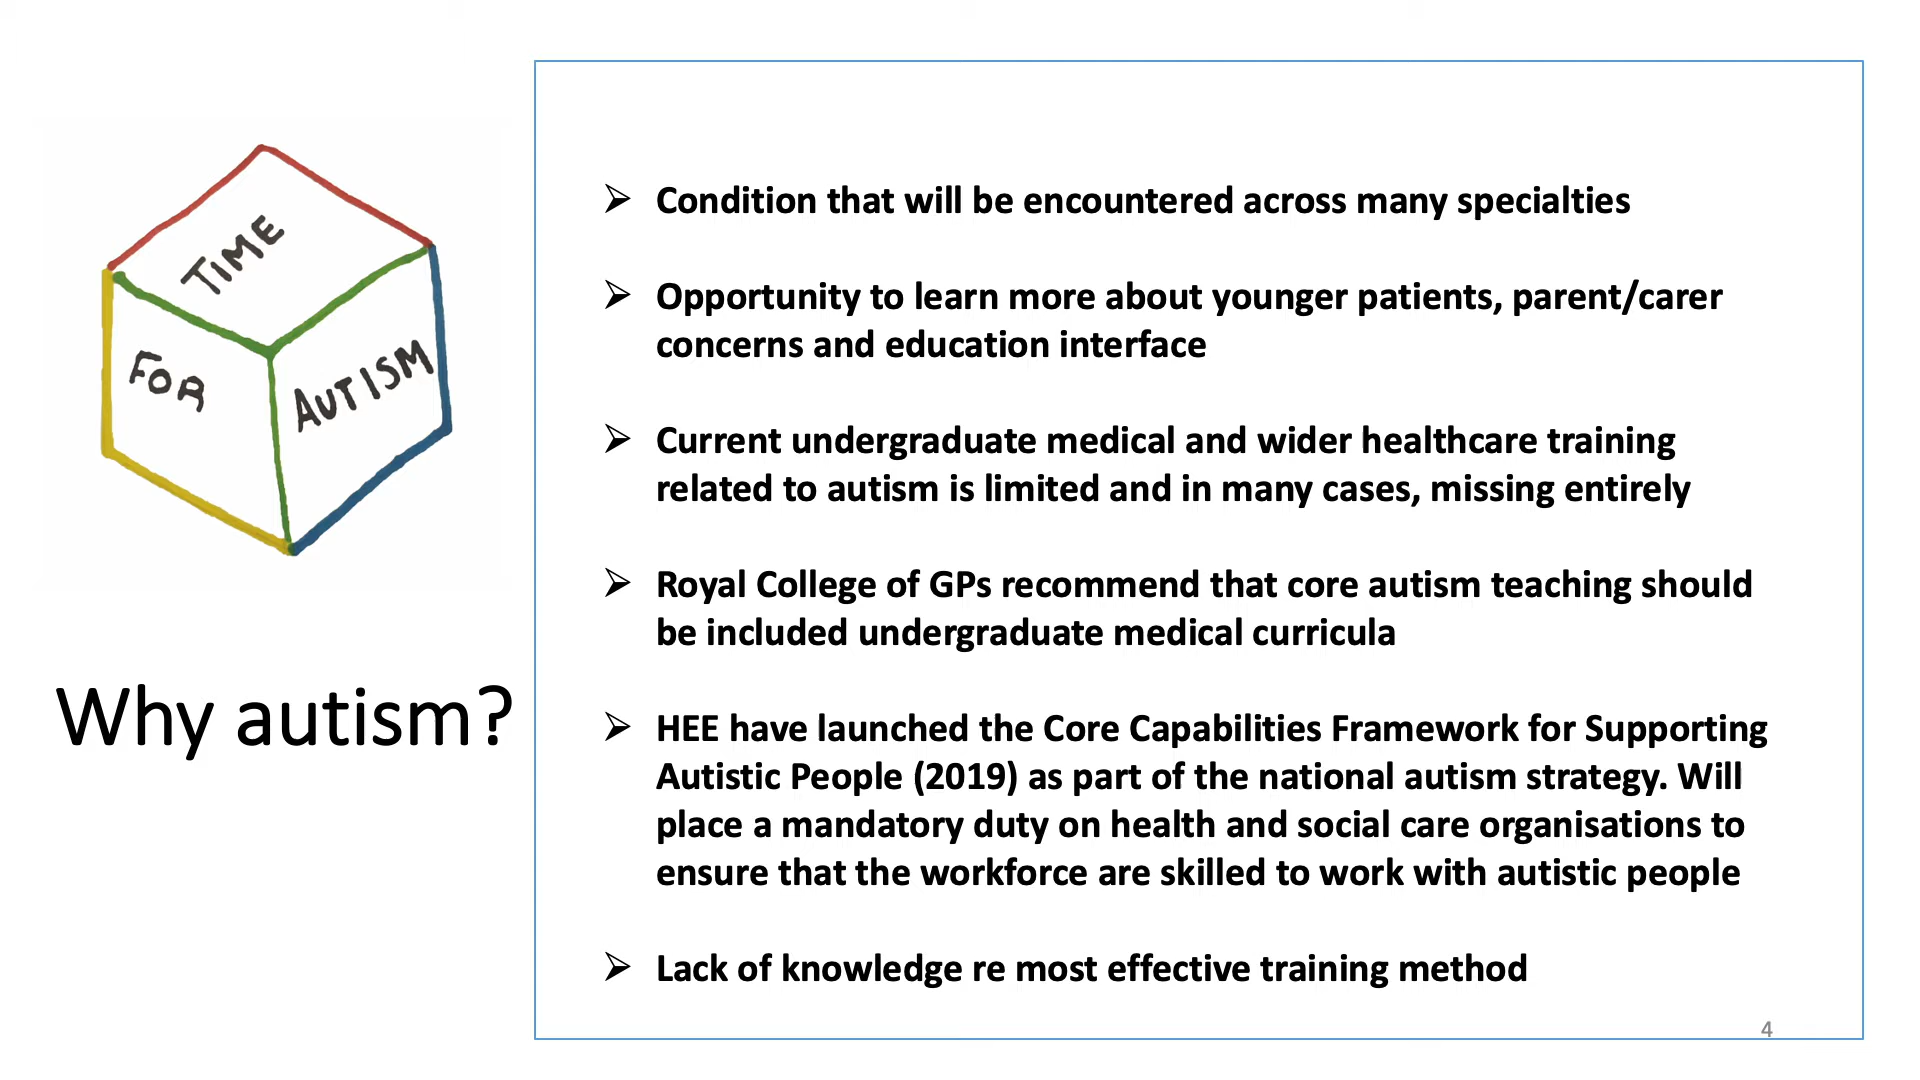 TIME
FOR
AUTISM
Why autism?
➢ Condition that will be encountered across many specialties
➢ Opportunity to learn more about younger patients, parent/carer
concerns and education interface
➢ Current undergraduate medical and wider healthcare training
related to autism is limited and in many cases, missing entirely
➢ Royal College of GPs recommend that core autism teaching should
be included undergraduate medical curricula
➢ HEE have launched the Core Capabilities Framework for Supporting
Autistic People (2019) as part of the national autism strategy. Will
place a mandatory duty on health and social care organisations to
ensure that the workforce are skilled to work with autistic people
➢ Lack of knowledge re most effective training method
4